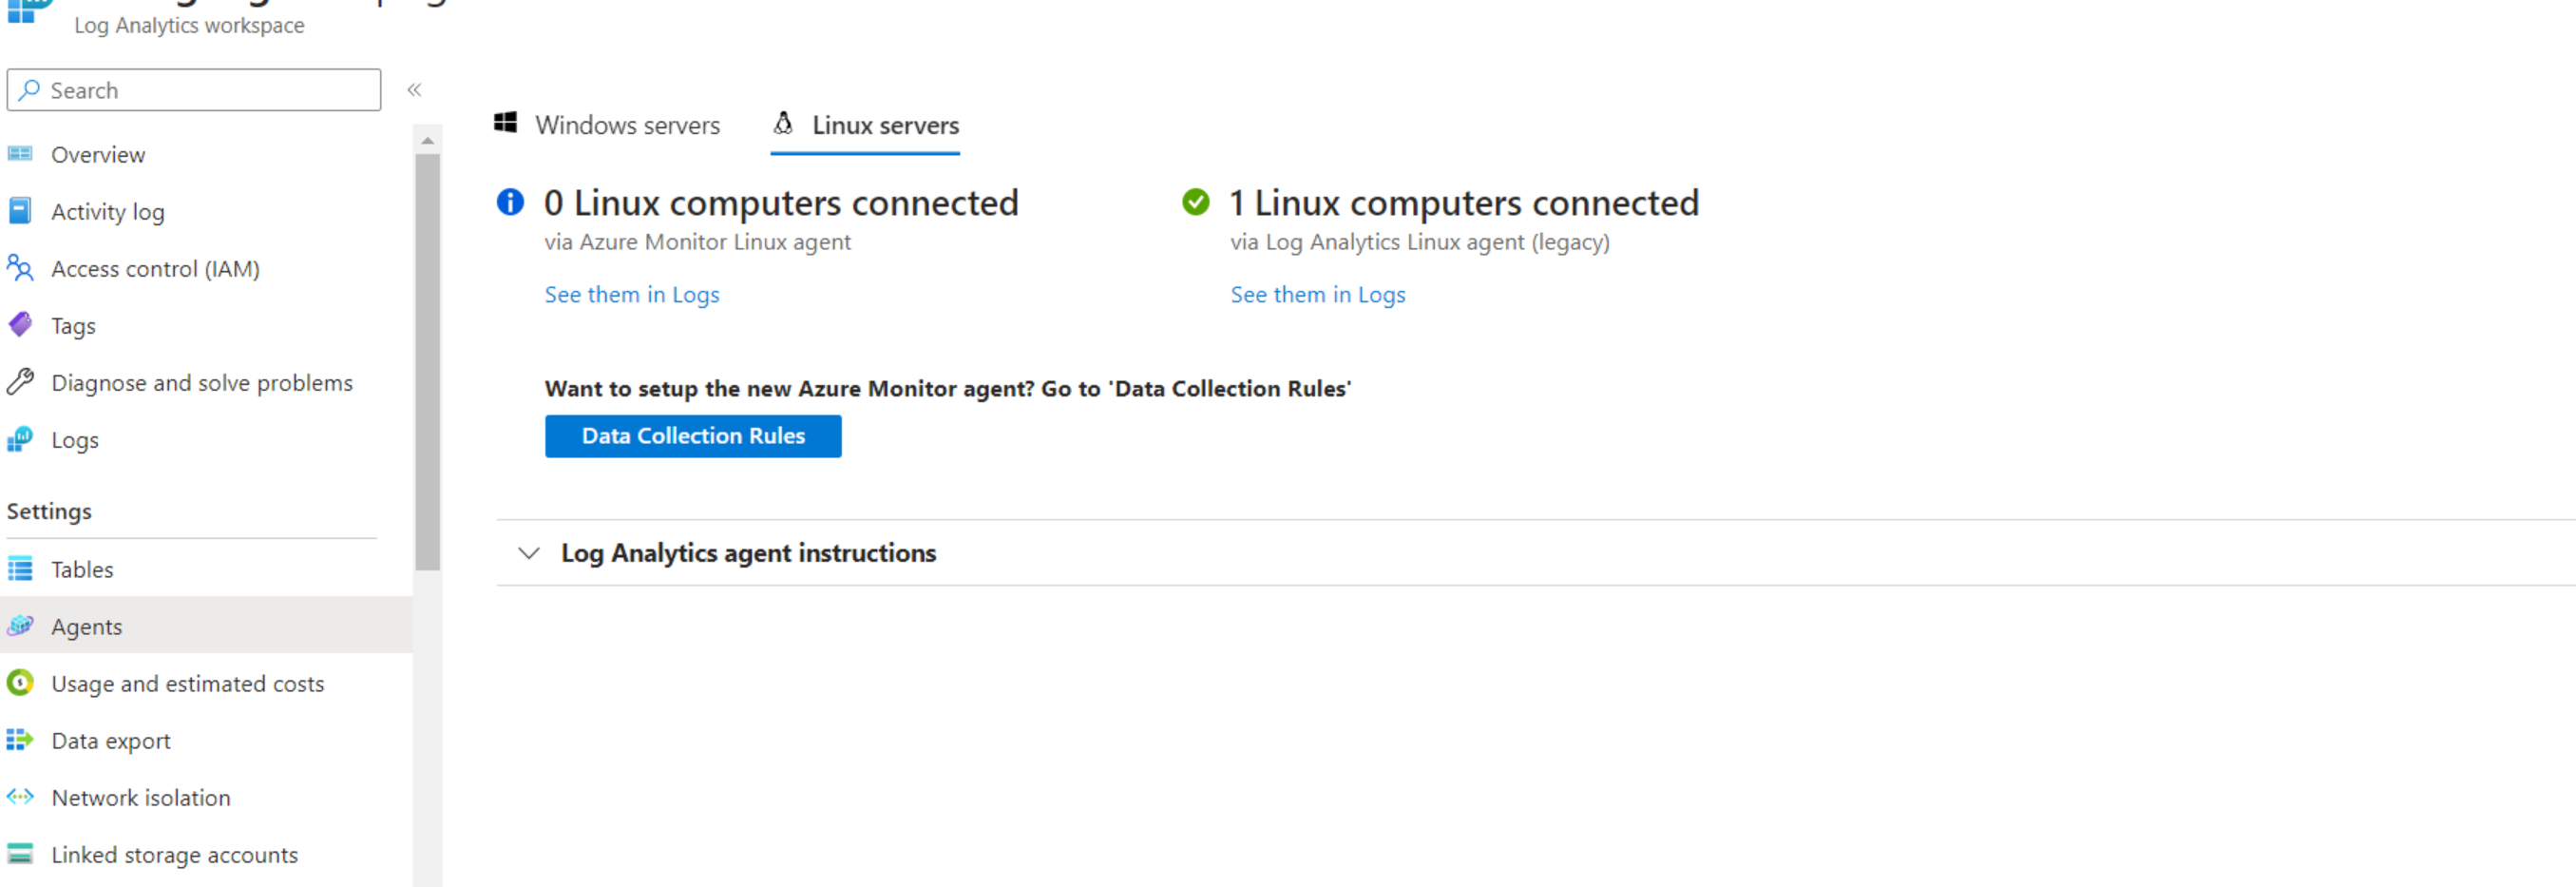 Log Analytics workspace
Search
«
Overview
Activity log
Access control (IAM)
Tags
Diagnose and solve problems
Logs
Settings
Tables
Agents
Usage and estimated costs
Data export
Network isolation
Linked storage accounts
Windows servers
Linux servers
0 Linux computers connected
via Azure Monitor Linux agent
See them in Logs
1 Linux computers connected
via Log Analytics Linux agent (legacy)
See them in Logs
Want to setup the new Azure Monitor agent? Go to 'Data Collection Rules'
Data Collection Rules
Log Analytics agent instructions